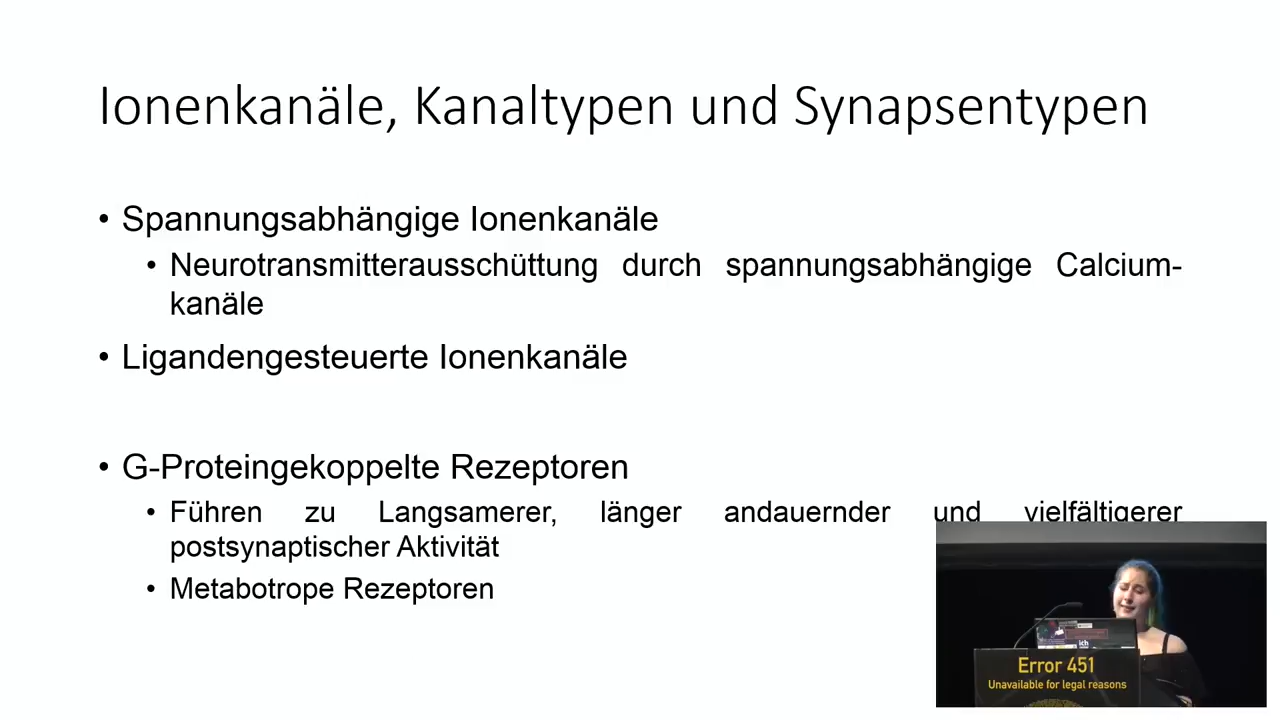 Ionenkanäle, Kanaltypen und Synapsentypen
• Spannungsabhängige Ionenkanäle
• Neurotransmitterausschüttung durch spannungsabhängige Calcium-
kanäle
• Ligandengesteuerte Ionenkanäle
• G-Proteingekoppelte Rezeptoren
• Führen zu Langsamerer, länger andauernder und vielfältigerer
postsynaptischer Aktivität
• Metabotrope Rezeptoren
ich
Error 451
Unavailable for legal reasons